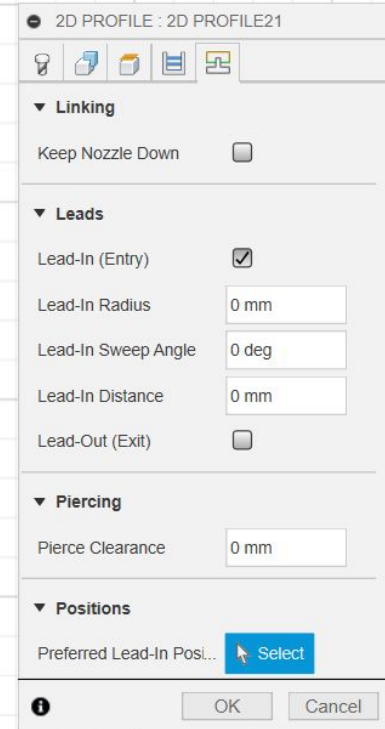 2D PROFILE : 2D PROFILE21
Linking
Keep Nozzle Down
Leads
Lead-In (Entry)
Lead-In Radius 0 mm
Lead-In Sweep Angle 0 deg
Lead-In Distance 0 mm
Lead-Out (Exit)
Piercing
Pierce Clearance 0 mm
Positions
Preferred Lead-In Posi... Select
OK Cancel